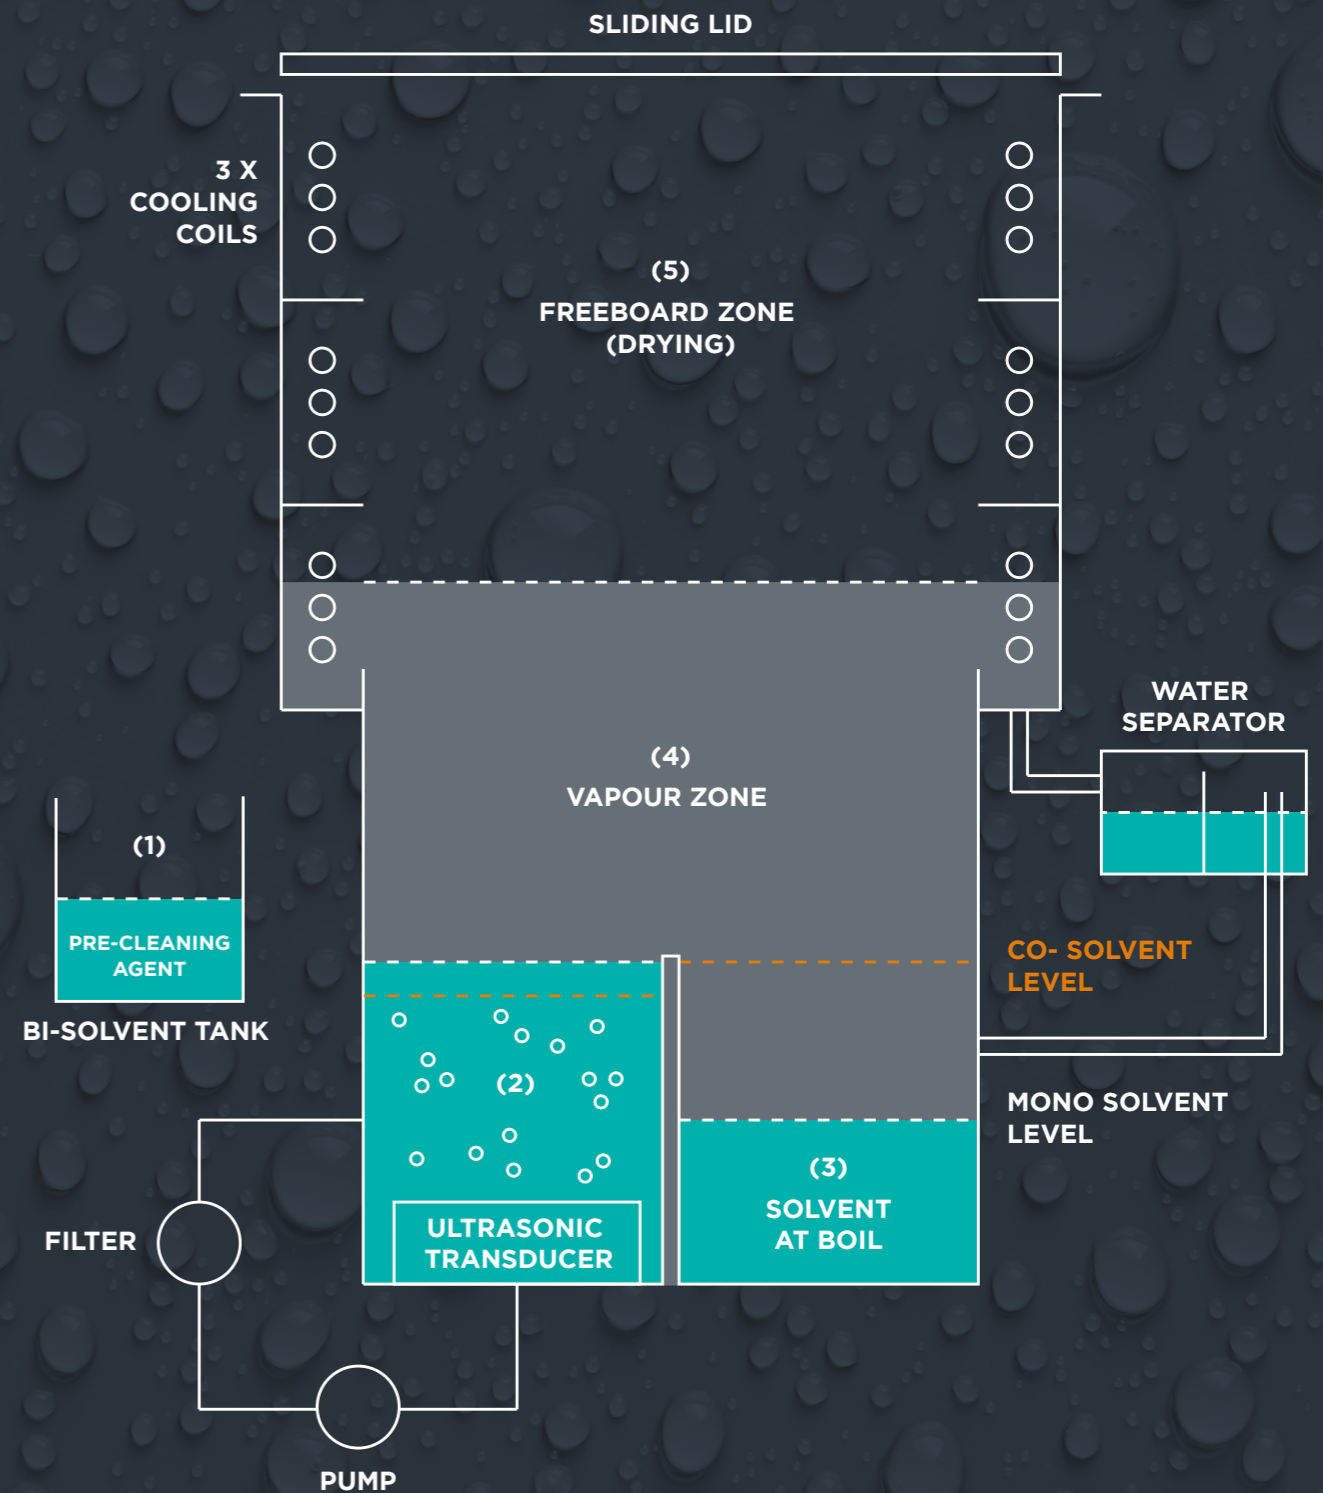 SLIDING LID
3 X
COOLING
COILS
(5)
FREEBOARD ZONE
(DRYING)
WATER
SEPARATOR
(4)
VAPOUR ZONE
(1)
PRE-CLEANING
AGENT
BI-SOLVENT TANK
CO- SOLVENT
LEVEL
(2)
MONO SOLVENT
LEVEL
(3)
SOLVENT
AT BOIL
ULTRASONIC
TRANSDUCER
FILTER
PUMP